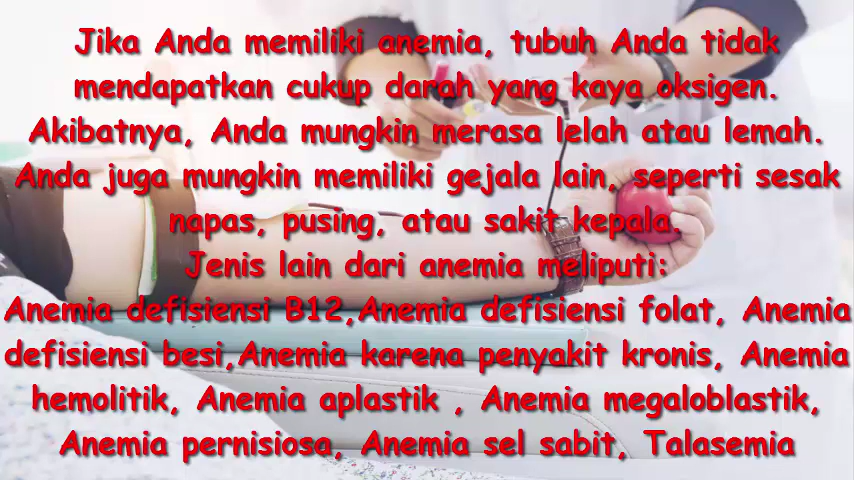 Jika Anda memiliki anemia, tubuh Anda tidak
mendapatkan cukup darah yang kaya oksigen.
Akibatnya, Anda mungkin merasa lelah atau lemah.
Anda juga mungkin memiliki gejala lain, seperti sesak
napas, pusing, atau sakit kepala.
Jenis lain dari anemia meliputi:
Anemia defisiensi B12,Anemia defisiensi folat, Anemia
defisiensi besi,Anemia karena penyakit kronis, Anemia
hemolitik, Anemia aplastik , Anemia megaloblastik,
Anemia pernisiosa, Anemia sel sabit, Talasemia